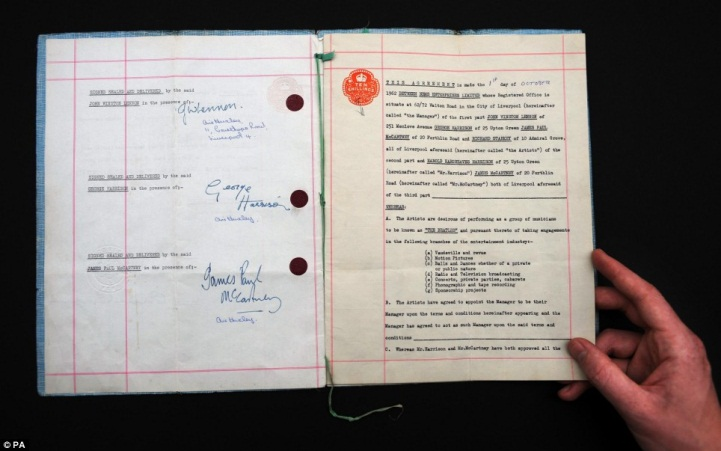 SIGNED SEALED AND DELIVERED by the said
JOHN WINSTON LENNON in the presence of:-
JWLennon.
SIGNED SEALED AND DELIVERED by the said
GEORGE HARRISON in the presence of:-
George
Harrison
SIGNED SEALED AND DELIVERED by the said
JAMES PAUL McCARTNEY in the presence of:-
James Paul
McCartney
TEN
SHILLINGS
THIS AGREEMENT is made the 1st day of OCTOBER
1962 BETWEEN NEMS ENTERPRISES LIMITED whose Registered Office is
situate at 62/71 Walton Road in the City of Liverpool (hereinafter
called "the Manager") of the first part JOHN WINSTON LENNON of
251 Menlove Avenue GEORGE HARRISON of 25 Upton Green JAMES PAUL
McCARTNEY of 20 Forthlin Road and RICHARD STARKEY of 10 Admiral Grove,
all of Liverpool aforesaid (hereinafter called "the Artists") of the
second part and HAROLD HARGREAVES HARRISON of 25 Upton Green
(hereinafter called "Mr.Harrison") JAMES McCARTNEY of 20 Forthlin
Road (hereinafter called "Mr.McCartney") both of Liverpool aforesaid
of the third part
WHEREAS:
A. The Artists are desirous of performing as a group of musicians
to be known as "THE BEATLES" and pursuant thereto of taking engagements
in the following branches of the entertainment industry:-
(a) Vaudeville and revue
(b) Motion Pictures
Balls and Dances whether of a private
or public nature
(d) Radio and Television broadcasting
(e) Concerts, private parties, cabarets
(f) Phonographic and tape recording
(g) Sponsorship projects
B. The Artists have agreed to appoint the Manager to be their
Manager upon the terms and conditions hereinafter appearing and the
Manager has agreed to act as such Manager upon the said terms and
conditions
C. Whereas Mr.Harrison and Mr.McCartney have both approved all the
© PA